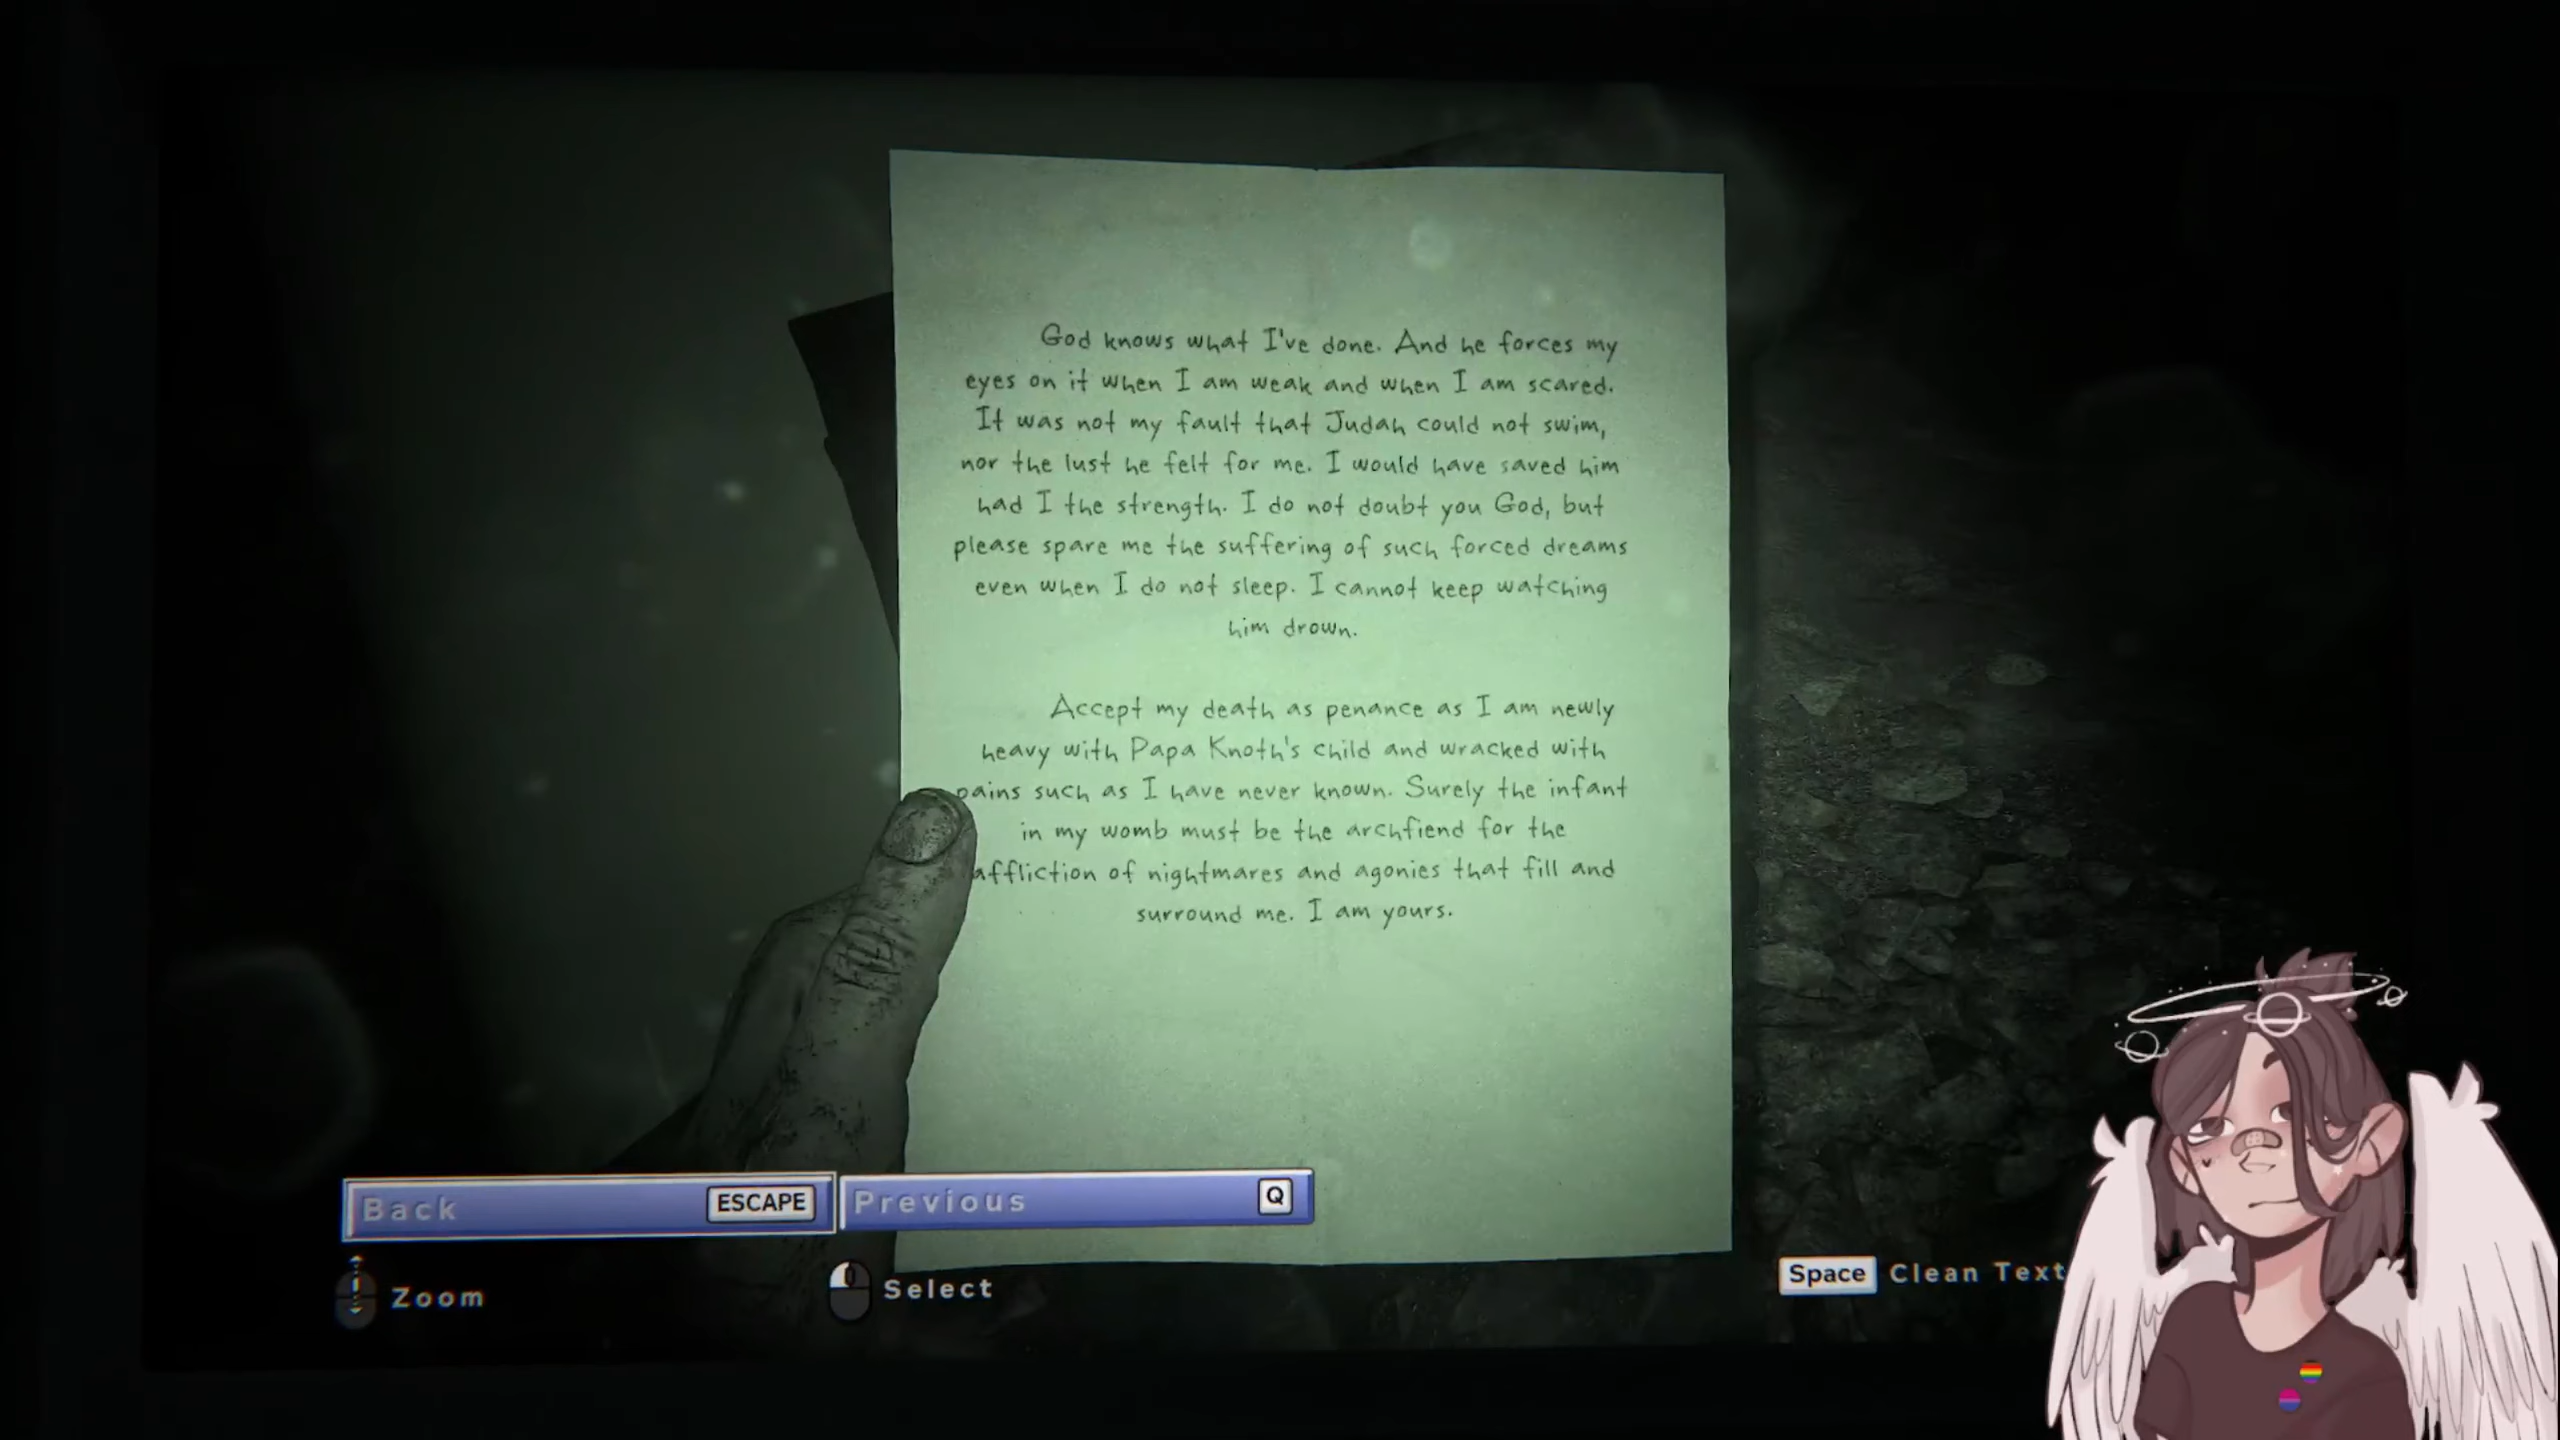 God knows what I've done. And he forces my
eyes on it when I am weak and when I am scared.
It was not my fault that Judah could not swim,
nor the lust he felt for me. I would have saved him
had I the strength. I do not doubt you God, but
please spare me the suffering of such forced dreams
even when I do not sleep. I cannot keep watching
him drown.
Accept my death as penance as I am newly
heavy with Papa Knoth's child and wracked with
pains such as I have never known. Surely the infant
in my womb must be the archfiend for the
affliction of nightmares and agonies that fill and
surround me. I am yours.
Back ESCAPE Previous Q
Zoom Select Space Clean Text